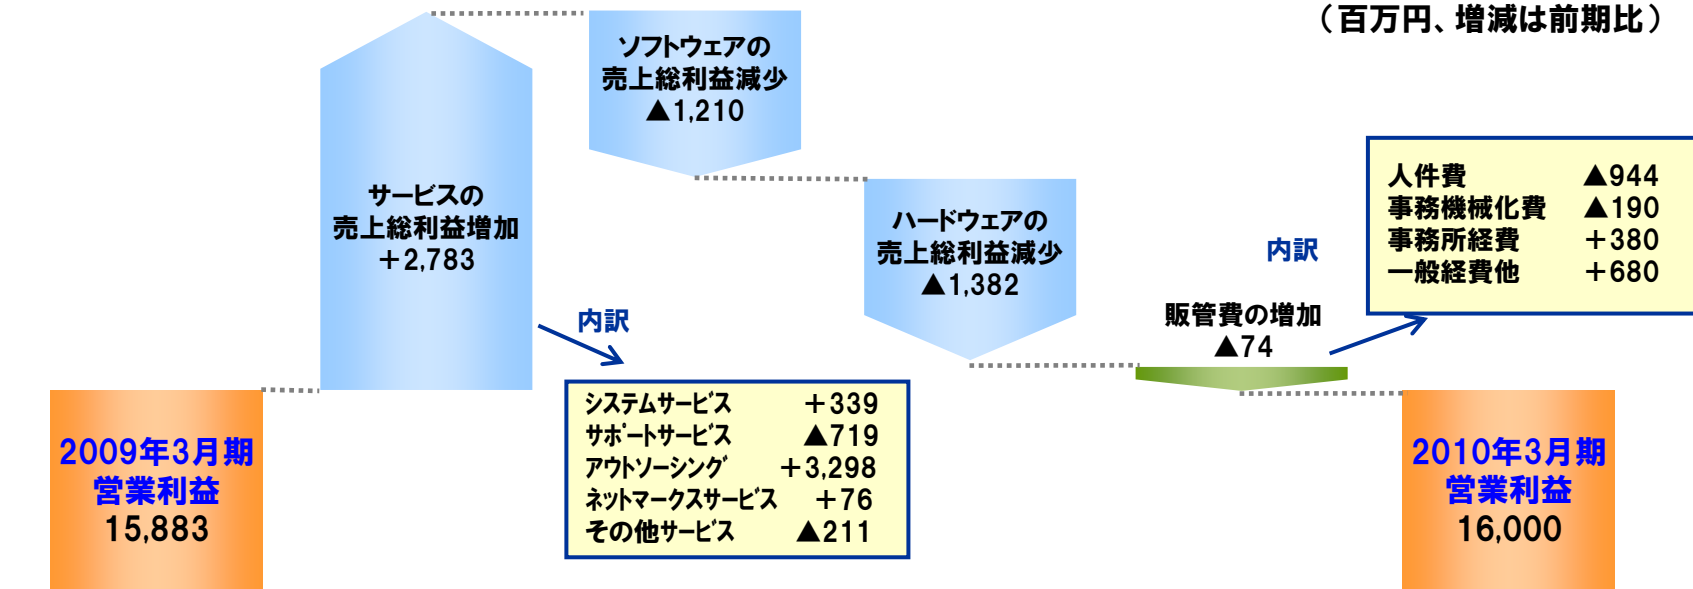 （百万円、増減は前期比）
ソフトウェアの
売上総利益減少
▲1,210
サービスの
売上総利益増加
＋2,783
ハードウェアの
売上総利益減少
▲1,382
内訳
人件費 ▲944
事務機械化費 ▲190
事務所経費 ＋380
一般経費他 ＋680
販管費の増加
▲74
内訳
システムサービス ＋339
サポートサービス ▲719
アウトソーシング ＋3,298
ネットマークスサービス ＋76
その他サービス ▲211
2009年3月期
営業利益
15,883
2010年3月期
営業利益
16,000